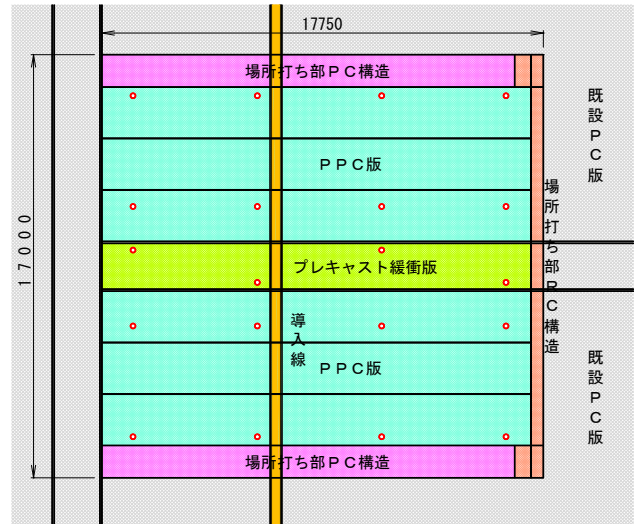 17750
場所打ち部PC構造
既設PC版
PPC版
場所打ち部RC構造
17000
プレキャスト緩衝版
導入線
PPC版
既設PC版
場所打ち部PC構造